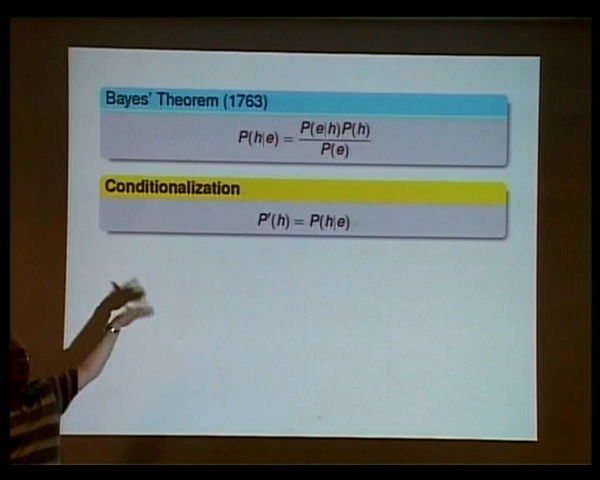 Bayes' Theorem (1763)
P(h|e) = P(e|h)P(h) / P(e)
Conditionalization
P'(h) = P(h|e)